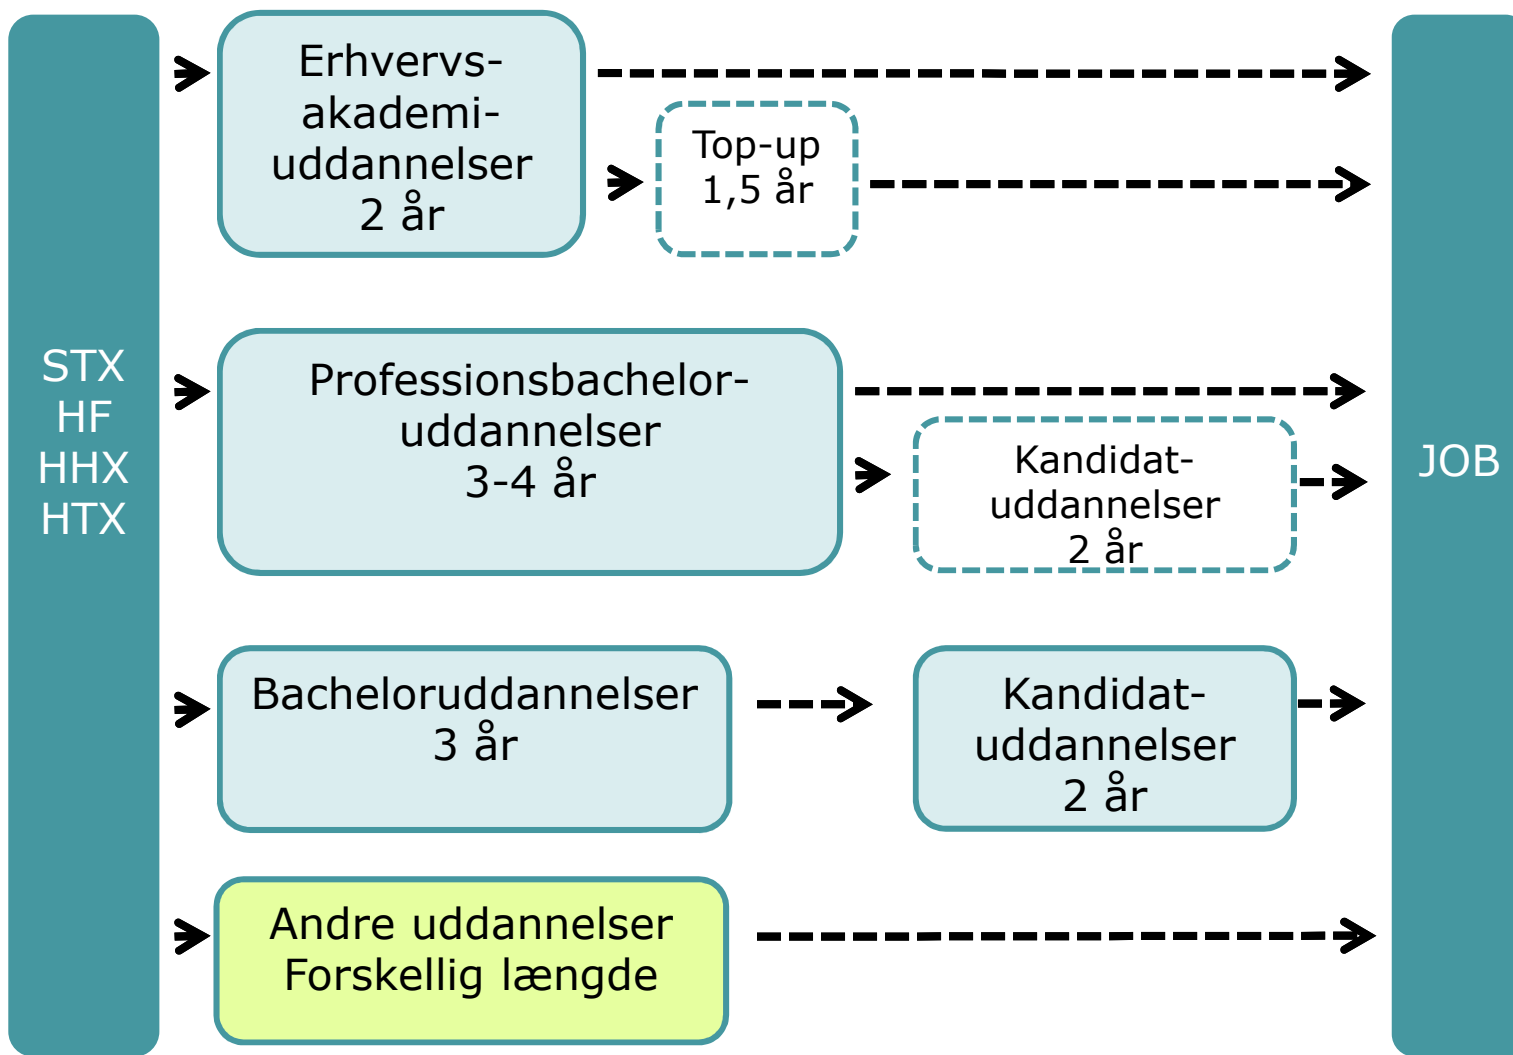 STX
HF
HHX
HTX
Erhvervs-
akademi-
uddannelser
2 år
Top-up
1,5 år
Professionsbachelor-
uddannelser
3-4 år
Kandidat-
uddannelser
2 år
Bacheloruddannelser
3 år
Kandidat-
uddannelser
2 år
Andre uddannelser
Forskellig længde
JOB